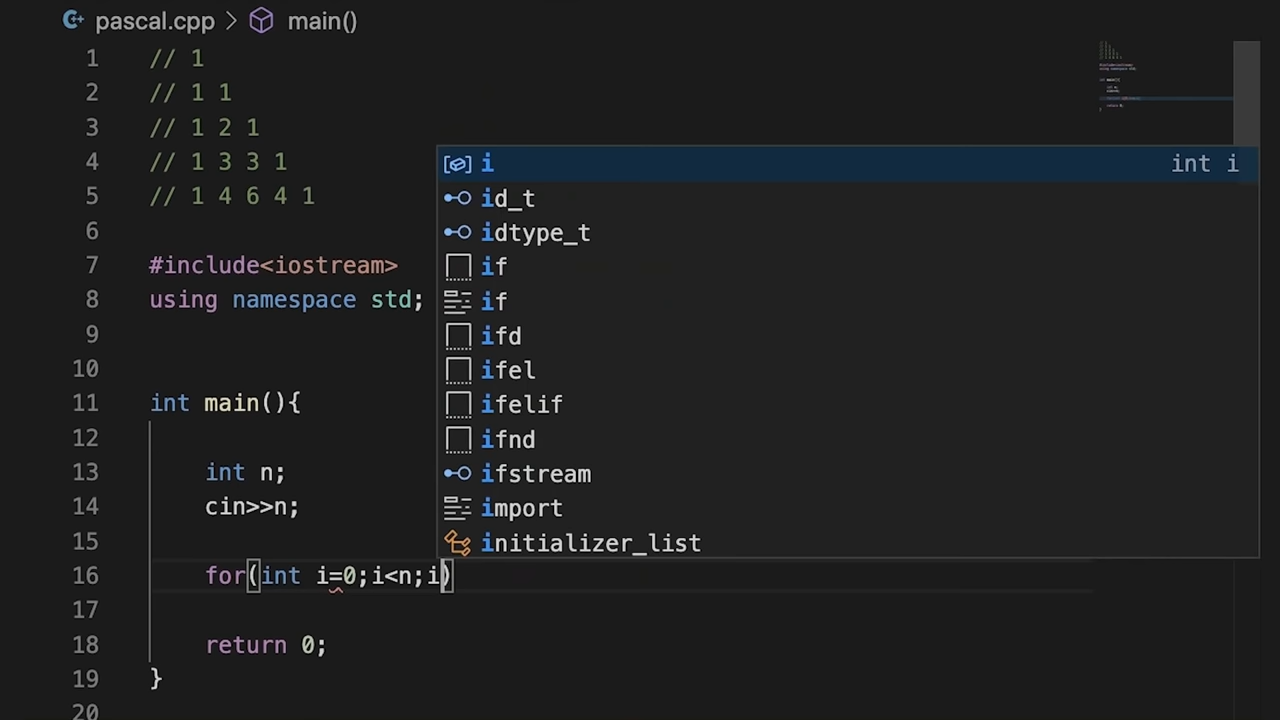 pascal.cpp > main()
1 // 1
2 // 1 1
3 // 1 2 1
4 // 1 3 3 1
5 // 1 4 6 4 1
6
7 #include<iostream>
8 using namespace std;
9
10
11 int main(){
12
13 int n;
14 cin>>n;
15
16 for(int i=0;i<n;i)
17
18 return 0;
19 }
20
i int i
id_t
idtype_t
if
if
ifd
ifel
ifelif
ifnd
ifstream
import
initializer_list